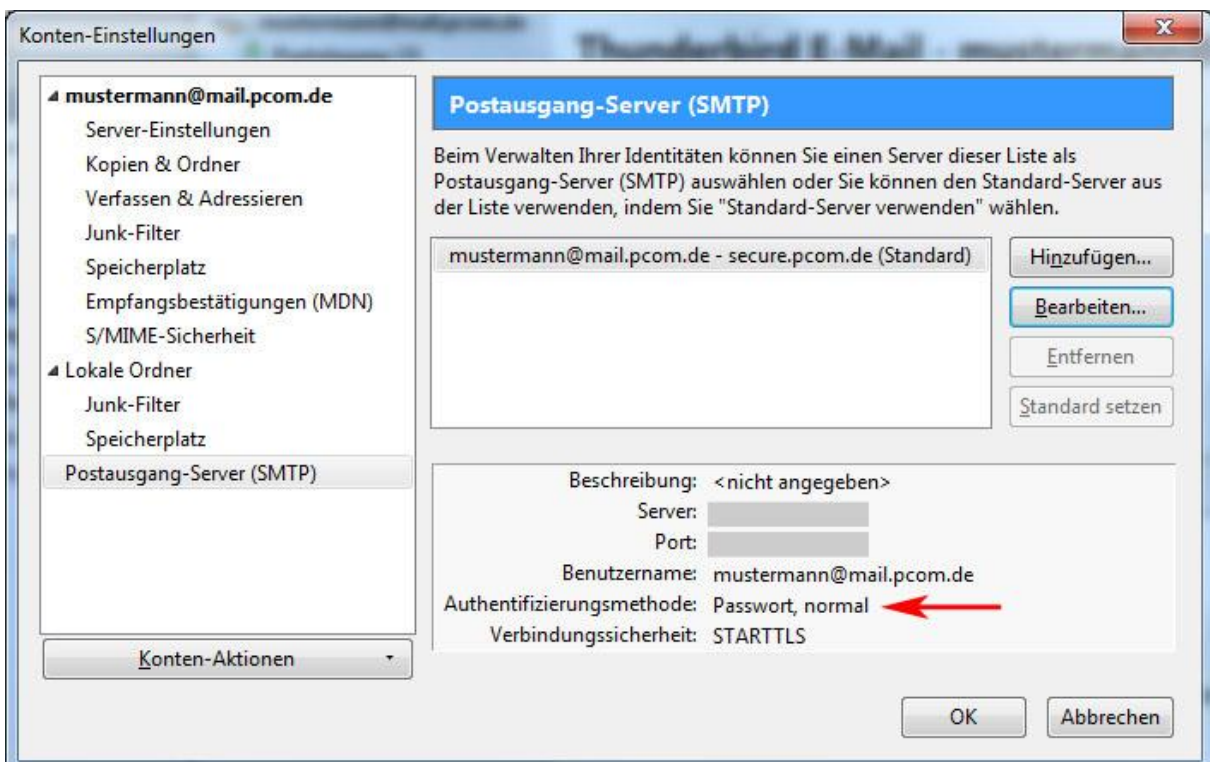 Konten-Einstellungen
mustermann@mail.pcom.de
Server-Einstellungen
Kopien & Ordner
Verfassen & Adressieren
Junk-Filter
Speicherplatz
Empfangsbestätigungen (MDN)
S/MIME-Sicherheit
Lokale Ordner
Junk-Filter
Speicherplatz
Postausgang-Server (SMTP)
Konten-Aktionen
Postausgang-Server (SMTP)
Beim Verwalten Ihrer Identitäten können Sie einen Server dieser Liste als
Postausgang-Server (SMTP) auswählen oder Sie können den Standard-Server aus
der Liste verwenden, indem Sie "Standard-Server verwenden" wählen.
mustermann@mail.pcom.de - secure.pcom.de (Standard)
Hinzufügen...
Bearbeiten...
Entfernen
Standard setzen
Beschreibung: <nicht angegeben>
Server:
Port:
Benutzername: mustermann@mail.pcom.de
Authentifizierungsmethode: Passwort, normal
Verbindungssicherheit: STARTTLS
OK Abbrechen